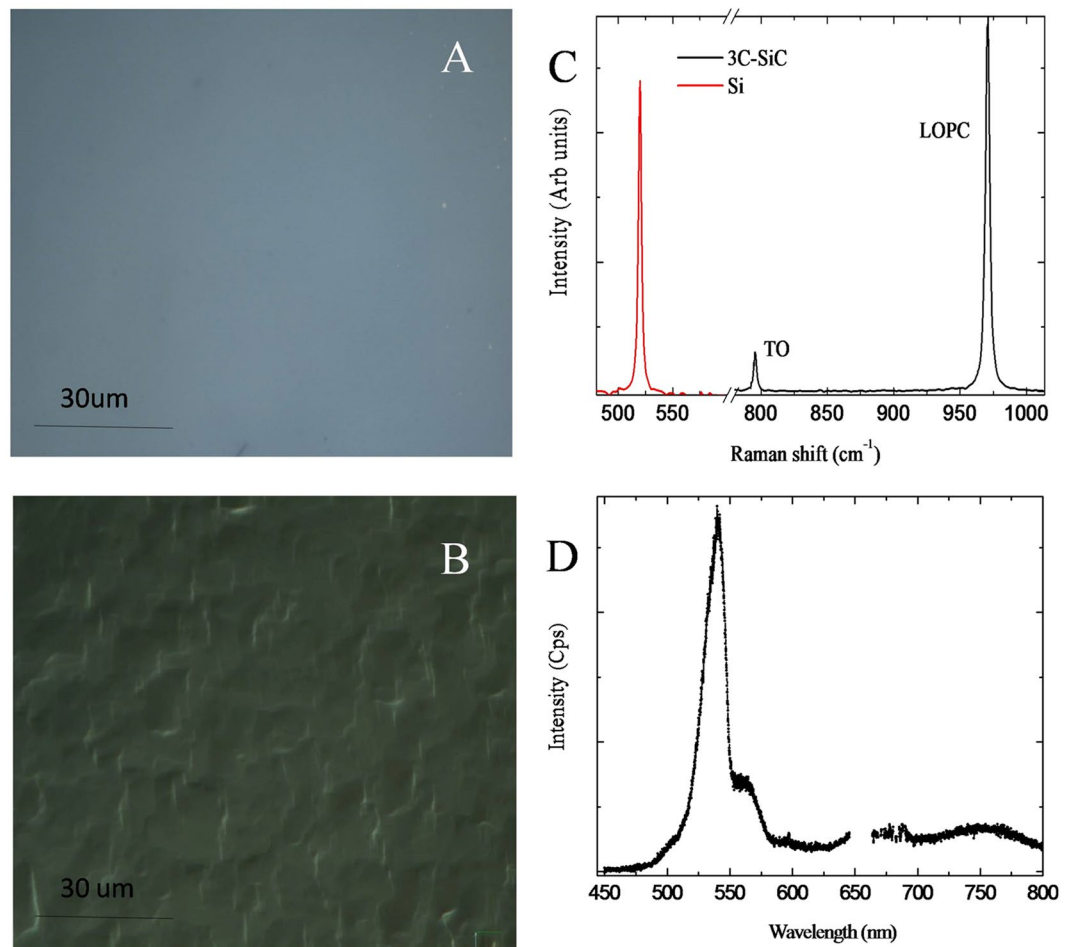 A
30um
B
30 um
C
3C-SiC
Si
LOPC
TO
Intensity (Arb units)
500 550 800 850 900 950 1000
Raman shift (cm⁻¹)
D
Intensity (Cps)
450 500 550 600 650 700 750 800
Wavelength (nm)